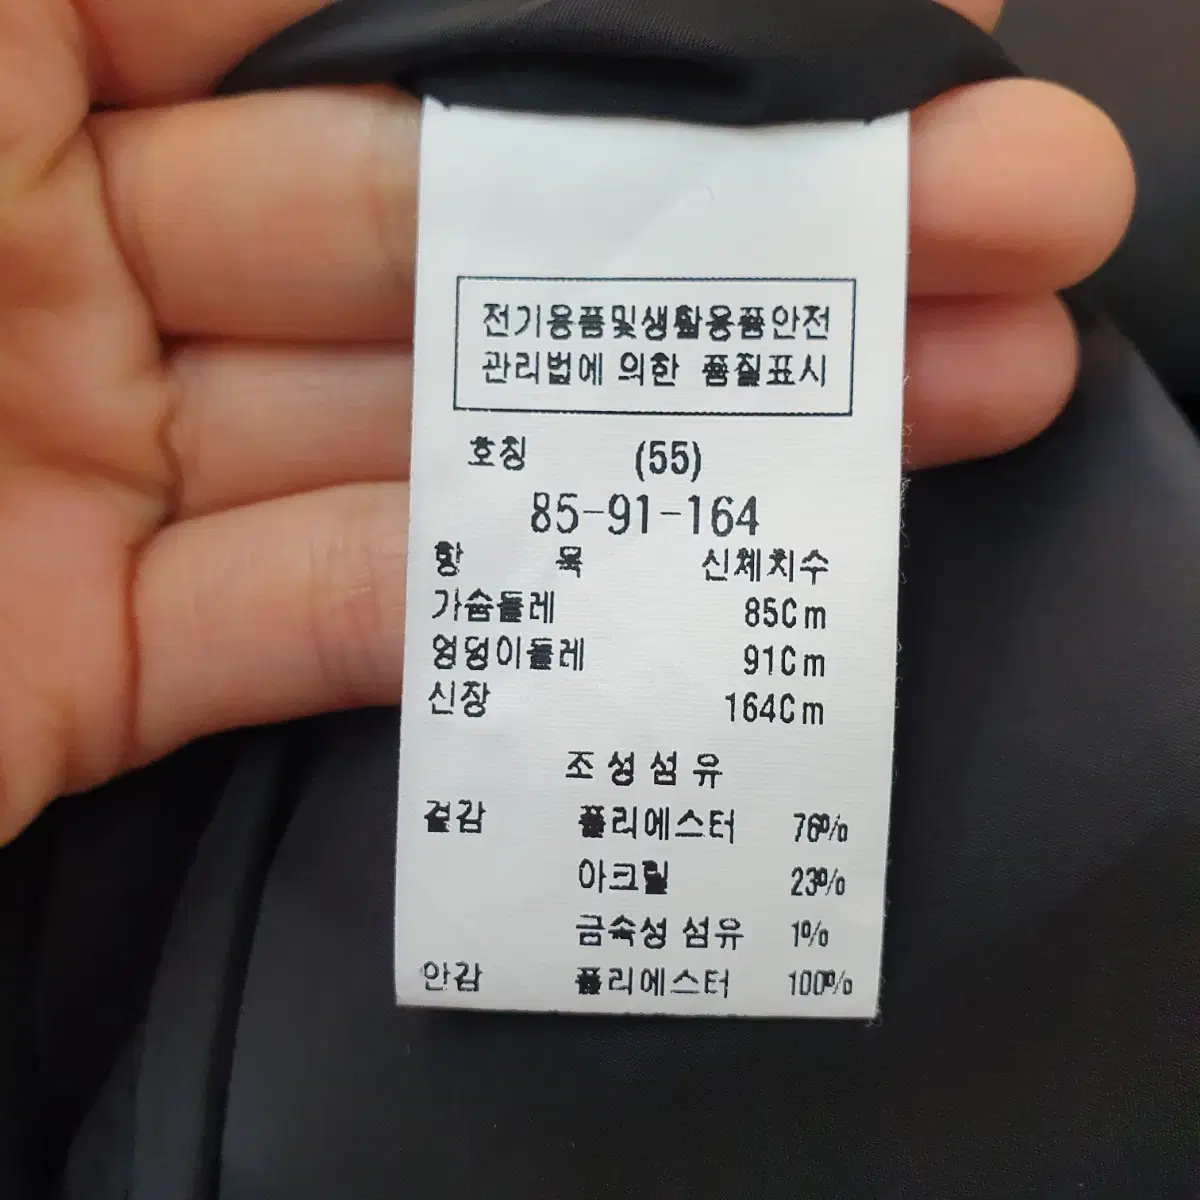 전기용품및생활용품안전
관리법에 의한 품질표시
호칭 (55)
85-91-164
항 목 신체치수
가슴둘레 85Cm
엉덩이둘레 91Cm
신장 164Cm
조성섬유
겉감 폴리에스터 76%
아크릴 23%
금속성 섬유 1%
안감 폴리에스터 100%